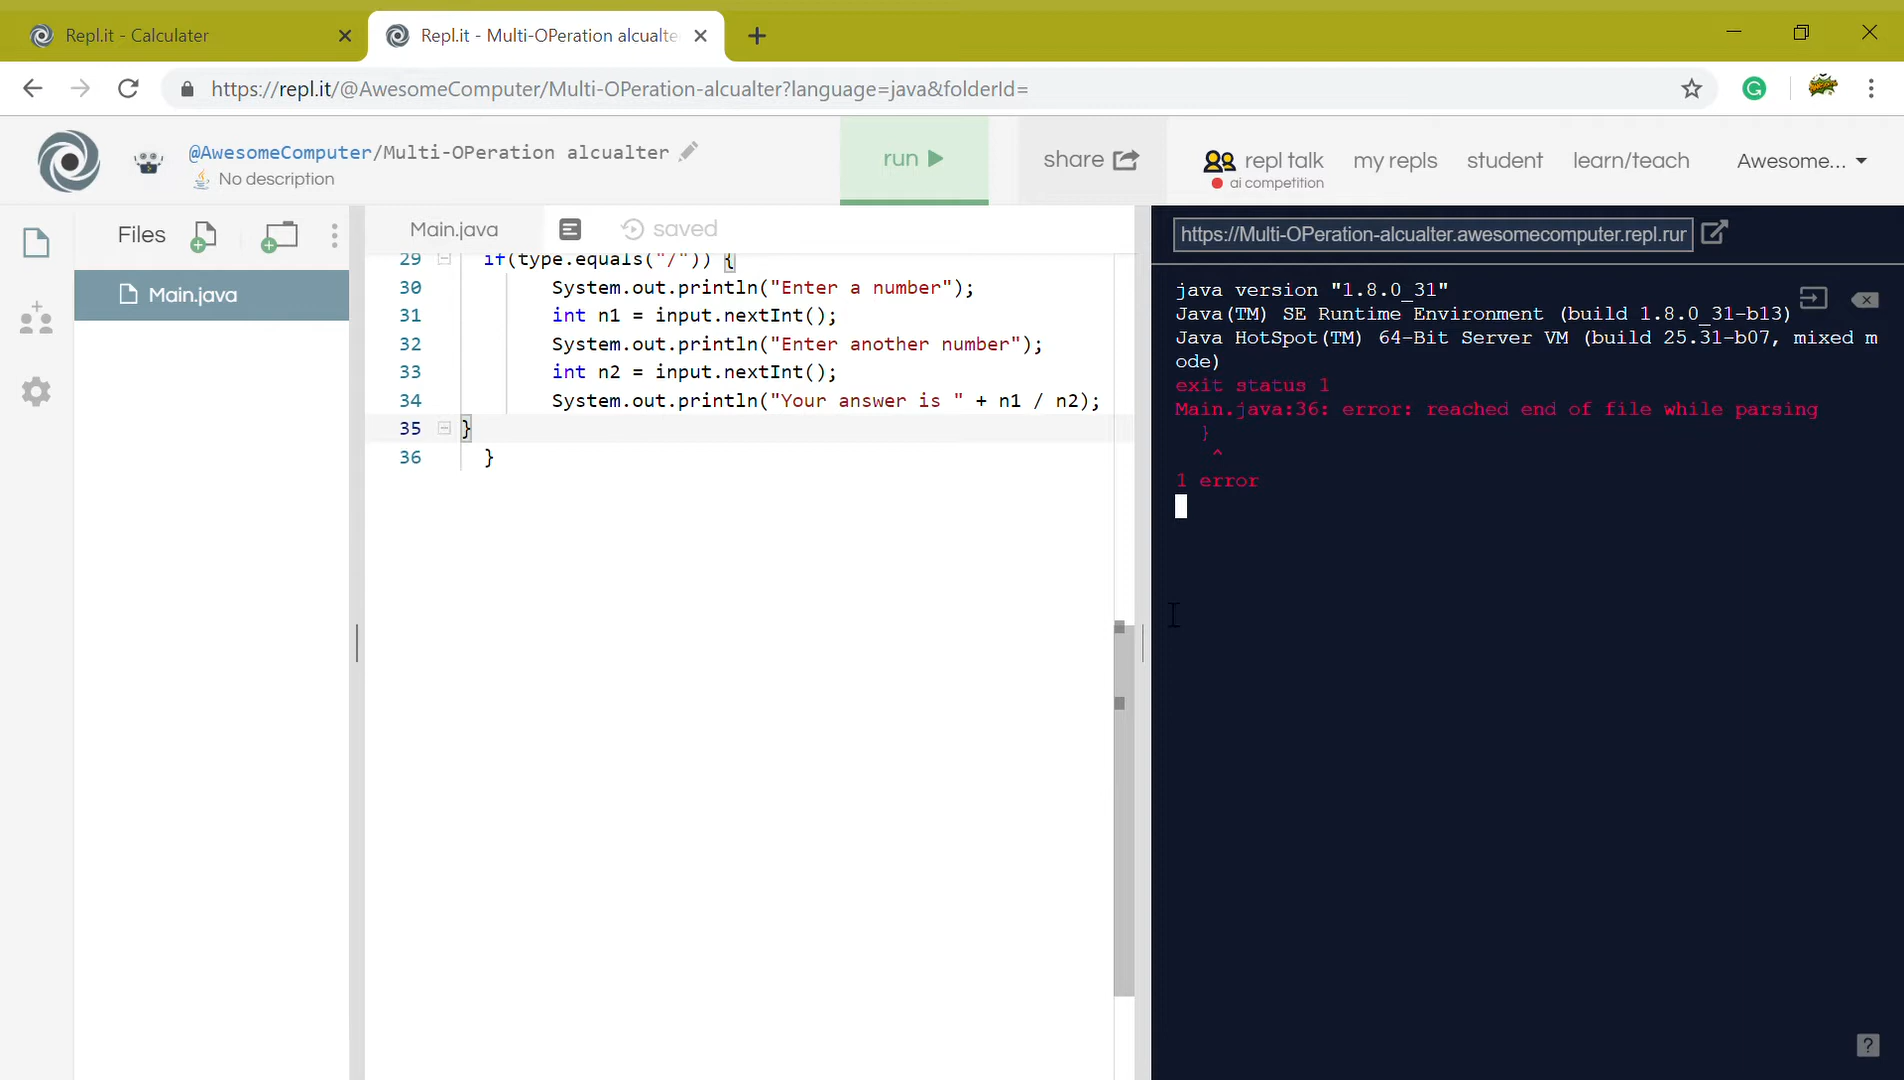 Repl.it - Calculater
Repl.it - Multi-OPeration alcualte
https://repl.it/@AwesomeComputer/Multi-OPeration-alcualter?language=java&folderId=
@AwesomeComputer/Multi-OPeration alcualter
No description
run
share
repl talk
ai competition
my repls
student
learn/teach
Awesome...
Files
Main.java
Main.java
saved
29 if(type.equals("/")) {
30 System.out.println("Enter a number");
31 int n1 = input.nextInt();
32 System.out.println("Enter another number");
33 int n2 = input.nextInt();
34 System.out.println("Your answer is " + n1 / n2);
35 }
36 }
https://Multi-OPeration-alcualter.awesomecomputer.repl.rur
java version "1.8.0_31"
Java(TM) SE Runtime Environment (build 1.8.0_31-b13)
Java HotSpot(TM) 64-Bit Server VM (build 25.31-b07, mixed m
ode)
exit status 1
Main.java:36: error: reached end of file while parsing
}
^
1 error
?